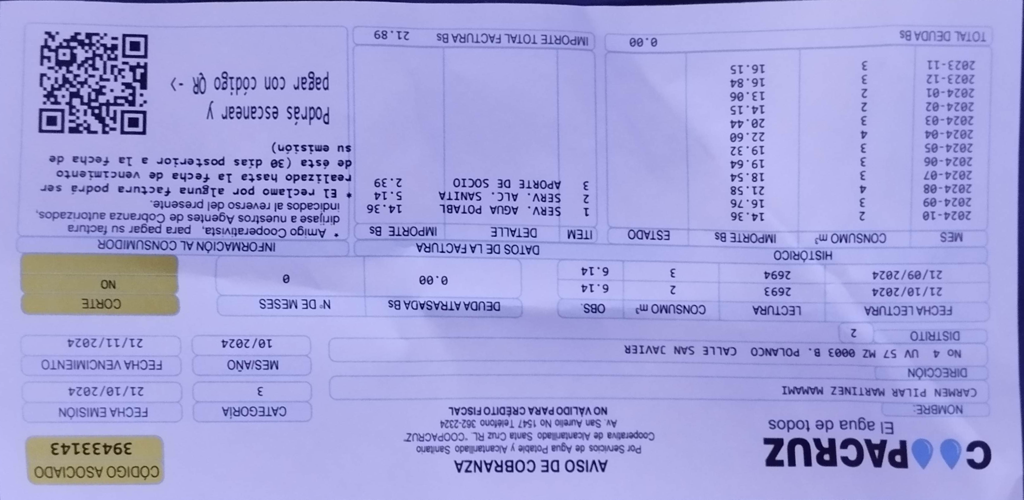 COOPACRUZ
El agua de todos
AVISO DE COBRANZA
Por Servicios de Agua Potable y Alcantarillado Sanitario
Cooperativa de Alcantarillado Santa Cruz RL. "COOPACRUZ"
Av. San Aurelio No 1547 Teléfono 362-2324
NO VÁLIDO PARA CRÉDITO FISCAL
CÓDIGO ASOCIADO
39433143
NOMBRE:
CARMEN PILAR MARTINEZ MAMAMI
CATEGORÍA
3
FECHA EMISIÓN
21/10/2024
DIRECCIÓN
No 4 UV 57 MZ 0003 B. POLANCO CALLE SAN JAVIER
MES/AÑO
10/2024
FECHA VENCIMIENTO
21/11/2024
DISTRITO
2
FECHA LECTURA LECTURA CONSUMO m³ OBS.
21/10/2024 2693 2 6.14
21/09/2024 2694 3 6.14
DEUDA ATRASADA Bs
0.00
N° DE MESES
0
CORTE
NO
HISTÓRICO
MES CONSUMO m³ IMPORTE Bs ESTADO
2024-10 2 14.36
2024-09 3 16.76
2024-08 4 21.58
2024-07 3 18.54
2024-06 3 19.64
2024-05 3 19.32
2024-04 4 22.60
2024-03 3 20.44
2024-02 2 14.15
2024-01 2 13.06
2023-12 3 16.84
2023-11 3 16.15
TOTAL DEUDA Bs 0.00
DATOS DE LA FACTURA
ITEM DETALLE IMPORTE Bs
1 SERV. AGUA POTABL 14.36
2 SERV. ALC. SANITA 5.14
3 APORTE DE SOCIO 2.39
IMPORTE TOTAL FACTURA Bs 21.89
INFORMACIÓN AL CONSUMIDOR
* Amigo Cooperativista, para pagar su factura
dirijase a nuestros Agentes de Cobranza autorizados,
indicados al reverso del presente.
* El reclamo por alguna factura podrá ser
realizado hasta la fecha de vencimiento
de ésta (30 días posterior a la fecha de
su emisión)
Podrás escanear y
pagar con código QR ->